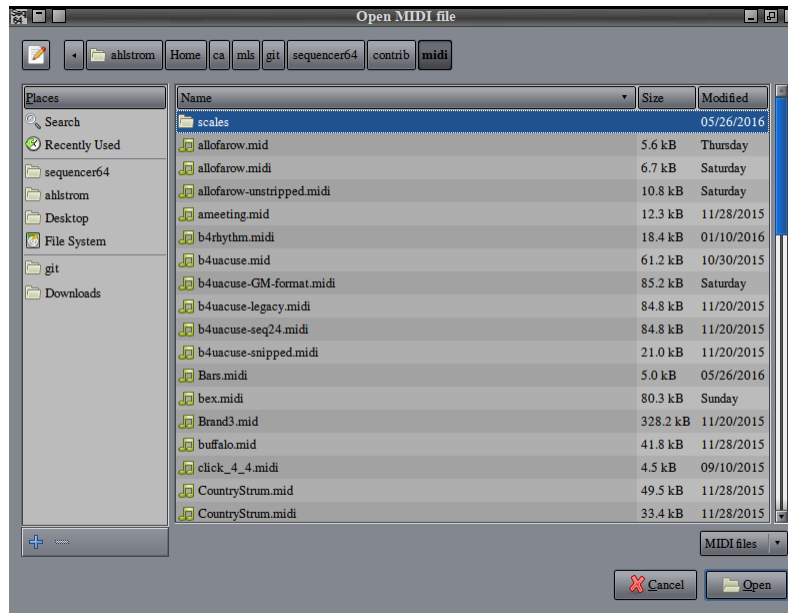 Seq
64
Open MIDI file
ahlstrom Home ca mls git sequencer64 contrib midi
Places
Search
Recently Used
sequencer64
ahlstrom
Desktop
File System
git
Downloads
Name Size Modified
scales 05/26/2016
allofarow.mid 5.6 kB Thursday
allofarow.midi 6.7 kB Saturday
allofarow-unstripped.midi 10.8 kB Saturday
ameeting.mid 12.3 kB 11/28/2015
b4rhythm.midi 18.4 kB 01/10/2016
b4uacuse.mid 61.2 kB 10/30/2015
b4uacuse-GM-format.midi 85.2 kB Saturday
b4uacuse-legacy.midi 84.8 kB 11/20/2015
b4uacuse-seq24.midi 84.8 kB 11/20/2015
b4uacuse-snipped.midi 21.0 kB 11/20/2015
Bars.midi 5.0 kB 05/26/2016
bex.midi 80.3 kB Sunday
Brand3.mid 328.2 kB 11/20/2015
buffalo.mid 41.8 kB 11/28/2015
click_4_4.midi 4.5 kB 09/10/2015
CountryStrum.mid 49.5 kB 11/28/2015
CountryStrum.midi 33.4 kB 11/28/2015
MIDI files
Cancel Open